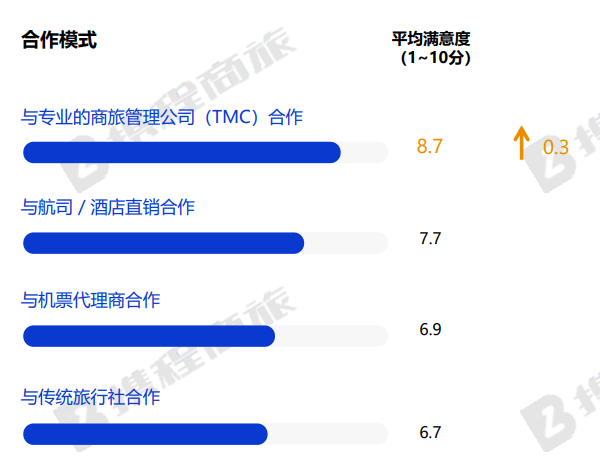 合作模式
平均满意度
（1~10分）
与专业的商旅管理公司（TMC）合作
8.7
0.3
与航司 / 酒店直销合作
7.7
与机票代理商合作
6.9
与传统旅行社合作
6.7
携程商旅
携程商旅